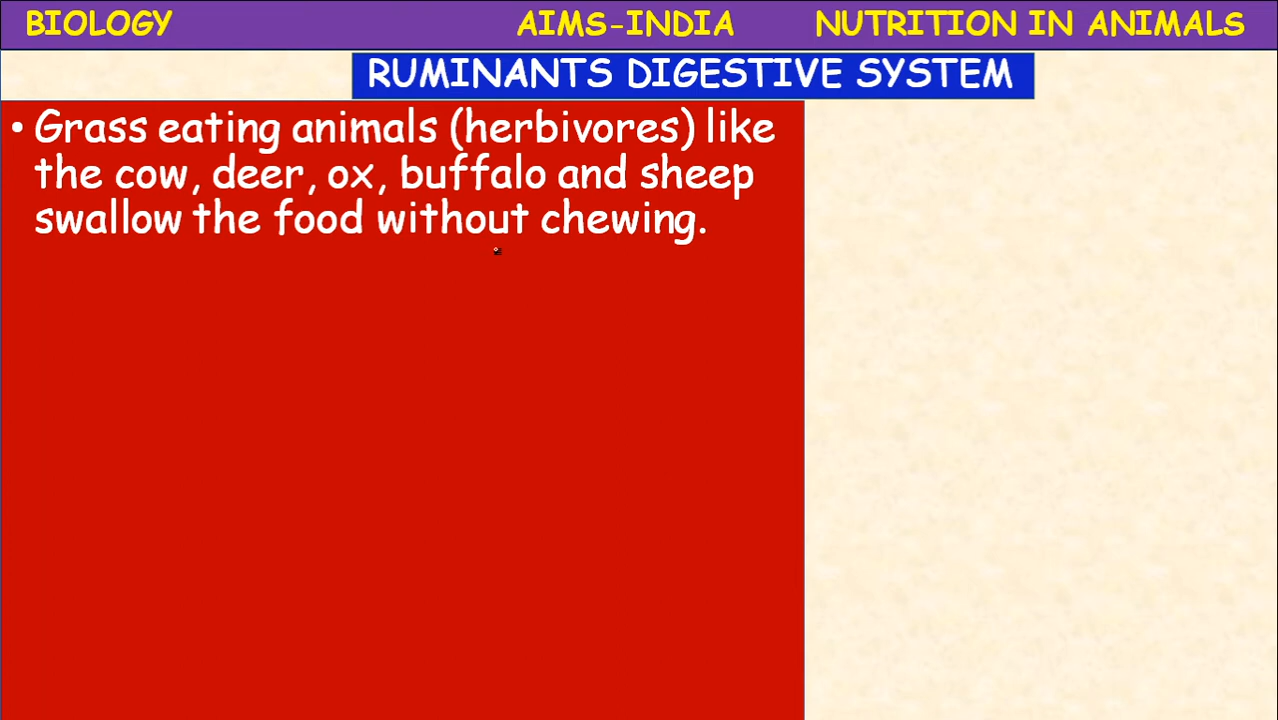 BIOLOGY AIMS-INDIA NUTRITION IN ANIMALS
RUMINANTS DIGESTIVE SYSTEM
• Grass eating animals (herbivores) like
the cow, deer, ox, buffalo and sheep
swallow the food without chewing.